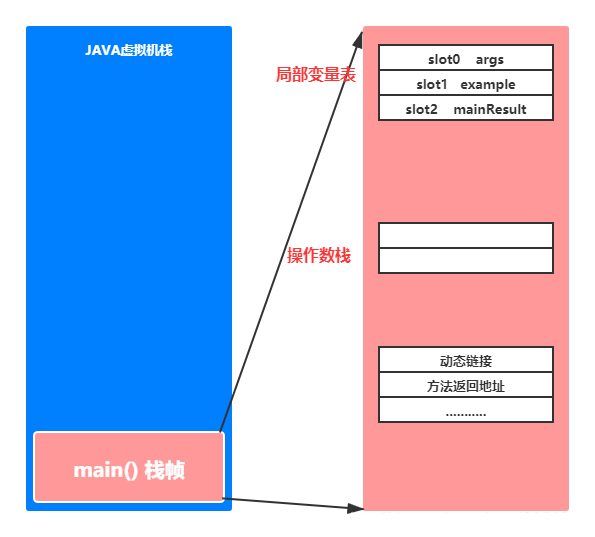 JAVA虚拟机栈
main() 栈帧
局部变量表
slot0 args
slot1 example
slot2 mainResult
操作数栈
动态链接
方法返回地址
...........